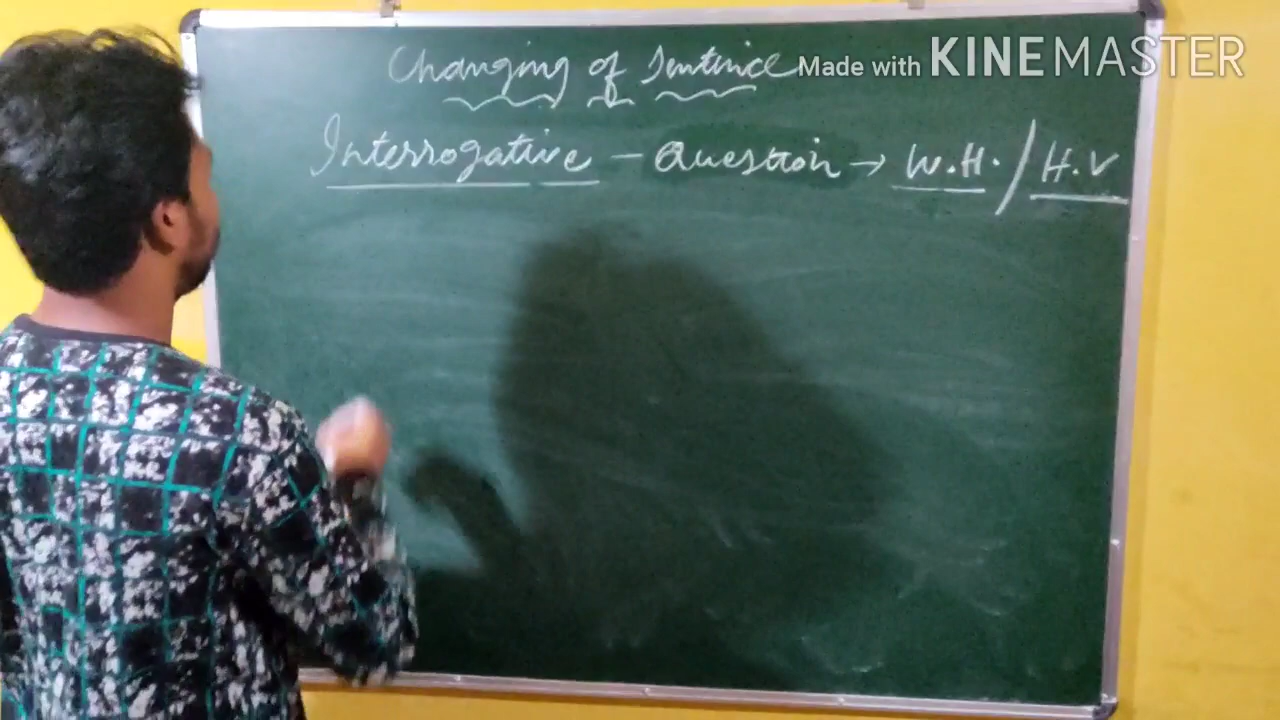 Changing of Sentence
Made with KINEMASTER
Interrogative – Question → W.H. / H.V